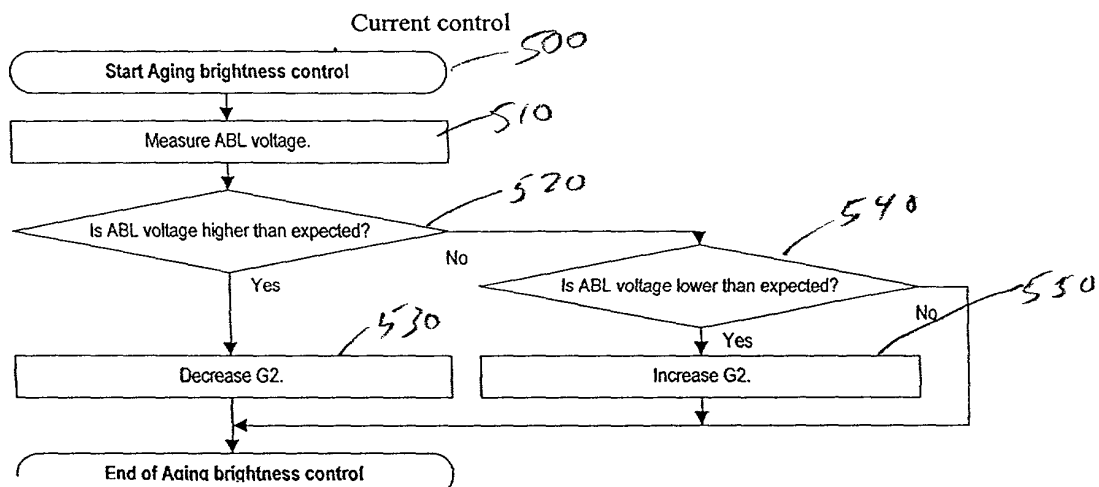 Current control
500
Start Aging brightness control
510
Measure ABL voltage.
520
Is ABL voltage higher than expected?
540
No
Yes
Is ABL voltage lower than expected?
550
No
530
Yes
Decrease G2.
Increase G2.
End of Aging brightness control